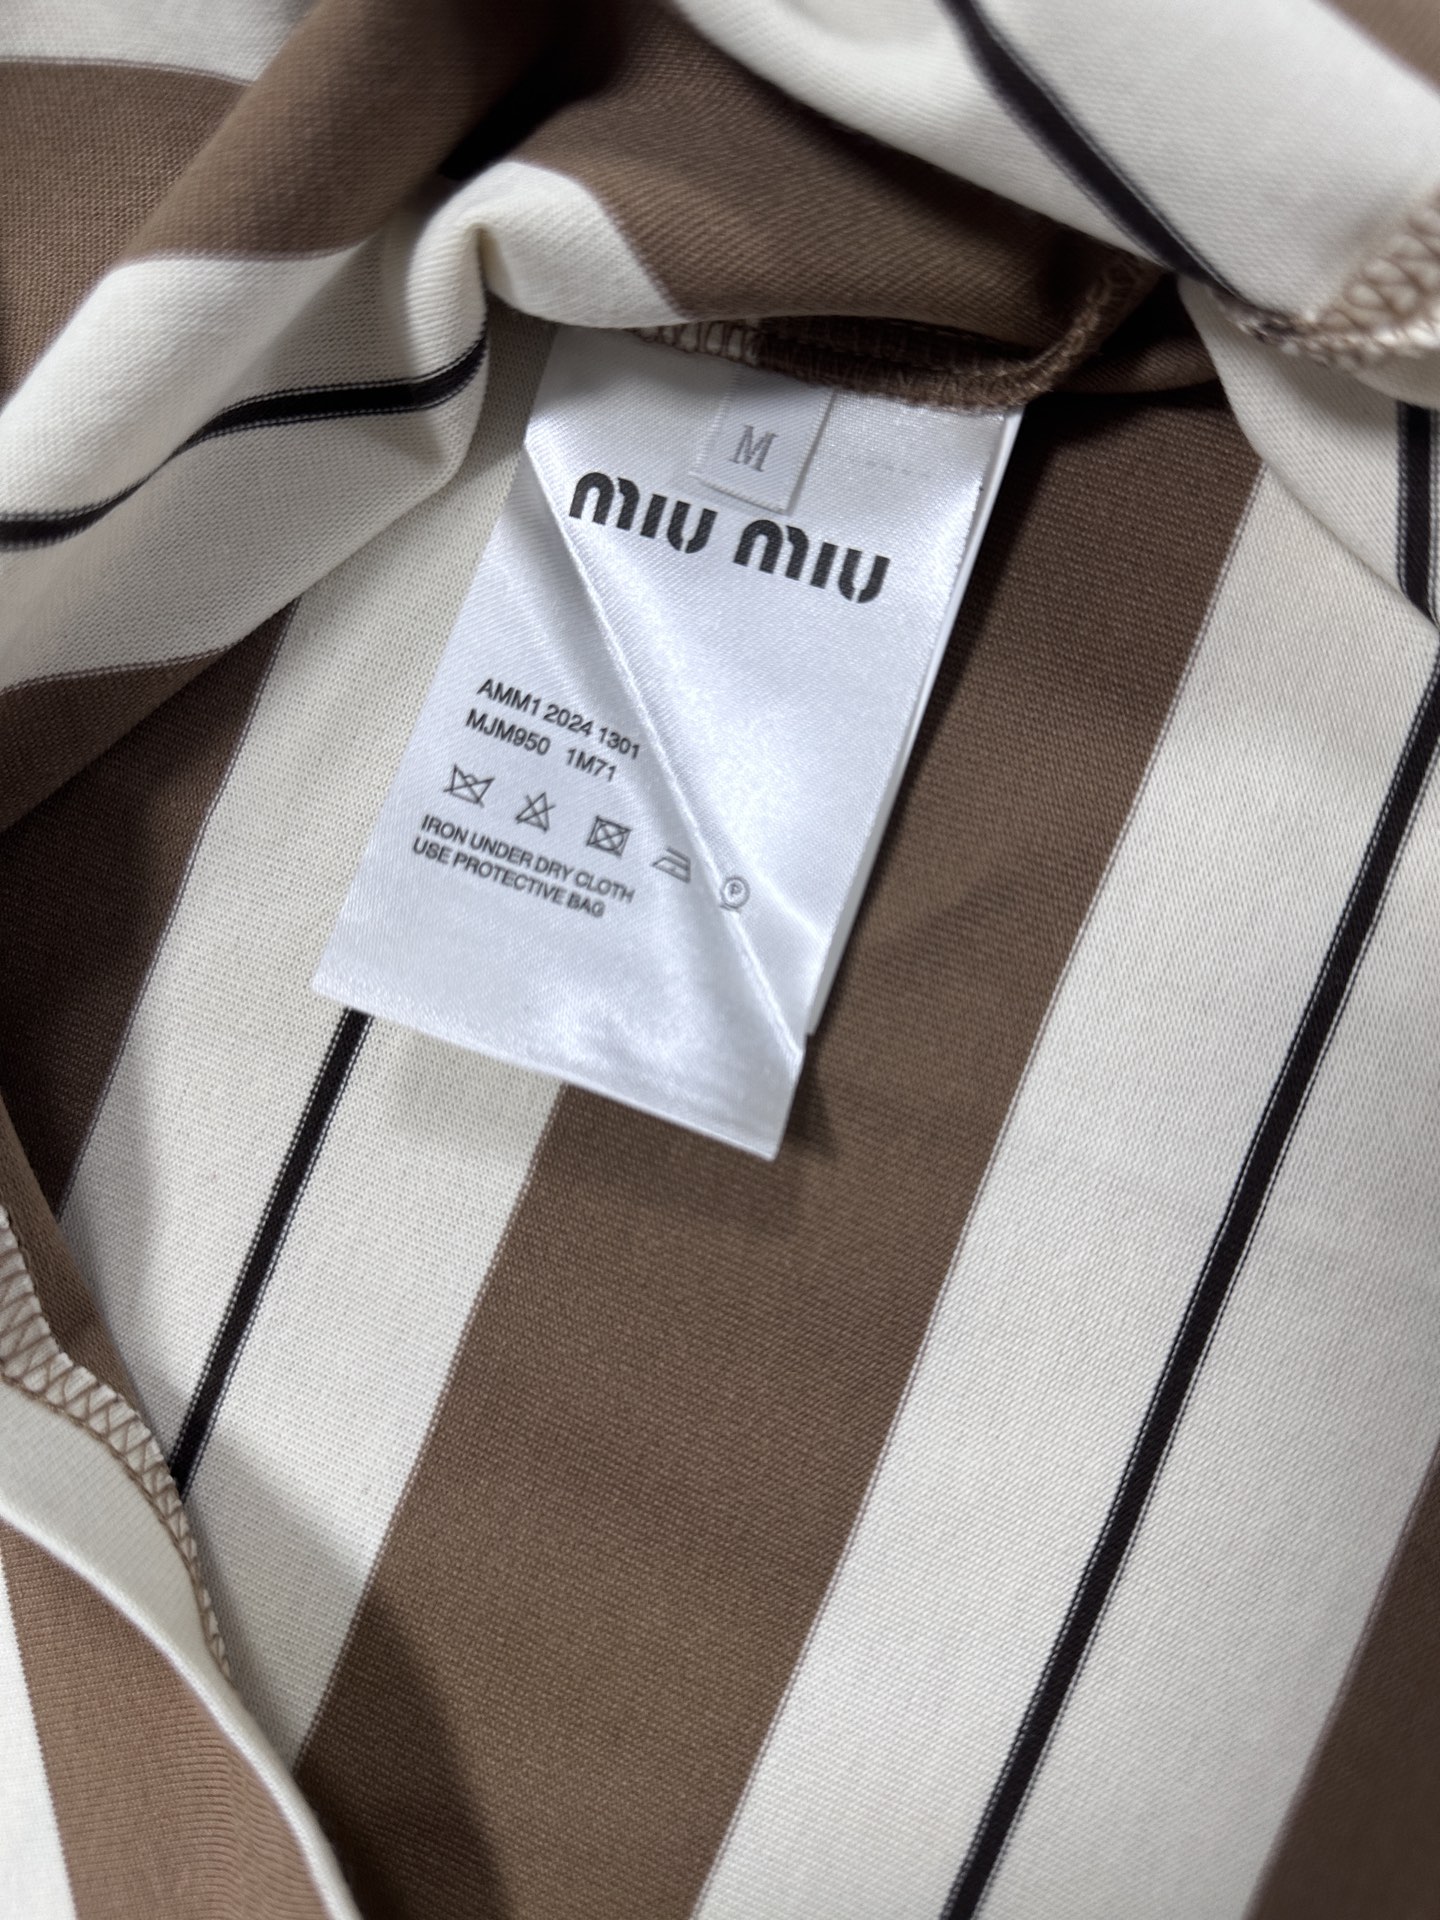 M
MIU MIU
AMM1 2024 1301
MJM950 1M71
P
IRON UNDER DRY CLOTH
USE PROTECTIVE BAG